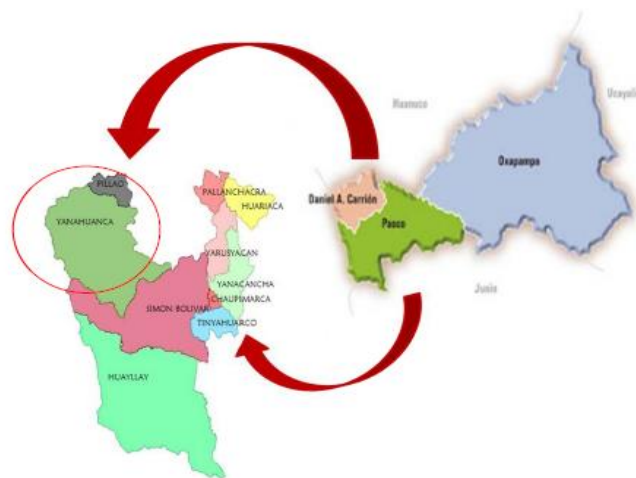 PILLAO
YANAHUANCA
PALLANCHACRA
HUARIACA
YARUSYACAN
YANACANCHA
CHAUPIMARCA
SIMON BOLIVAR
TINYAHUARCO
HUAYLLAY
Huanuco
Ucayali
Oxapampa
Daniel A. Carrión
Pasco
Junin